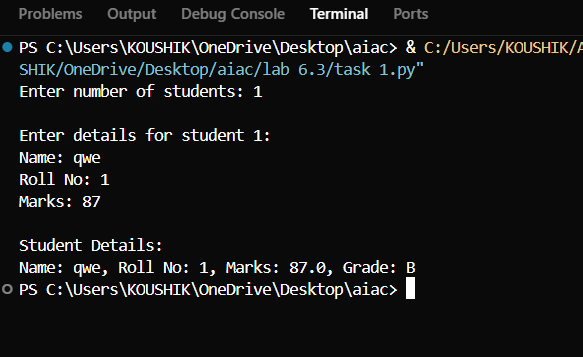 Problems Output Debug Console Terminal Ports
PS C:\Users\KOUSHIK\OneDrive\Desktop\aiac> & C:/Users/KOUSHIK/A
SHIK/OneDrive/Desktop/aiac/lab 6.3/task 1.py"
Enter number of students: 1
Enter details for student 1:
Name: qwe
Roll No: 1
Marks: 87
Student Details:
Name: qwe, Roll No: 1, Marks: 87.0, Grade: B
PS C:\Users\KOUSHIK\OneDrive\Desktop\aiac>